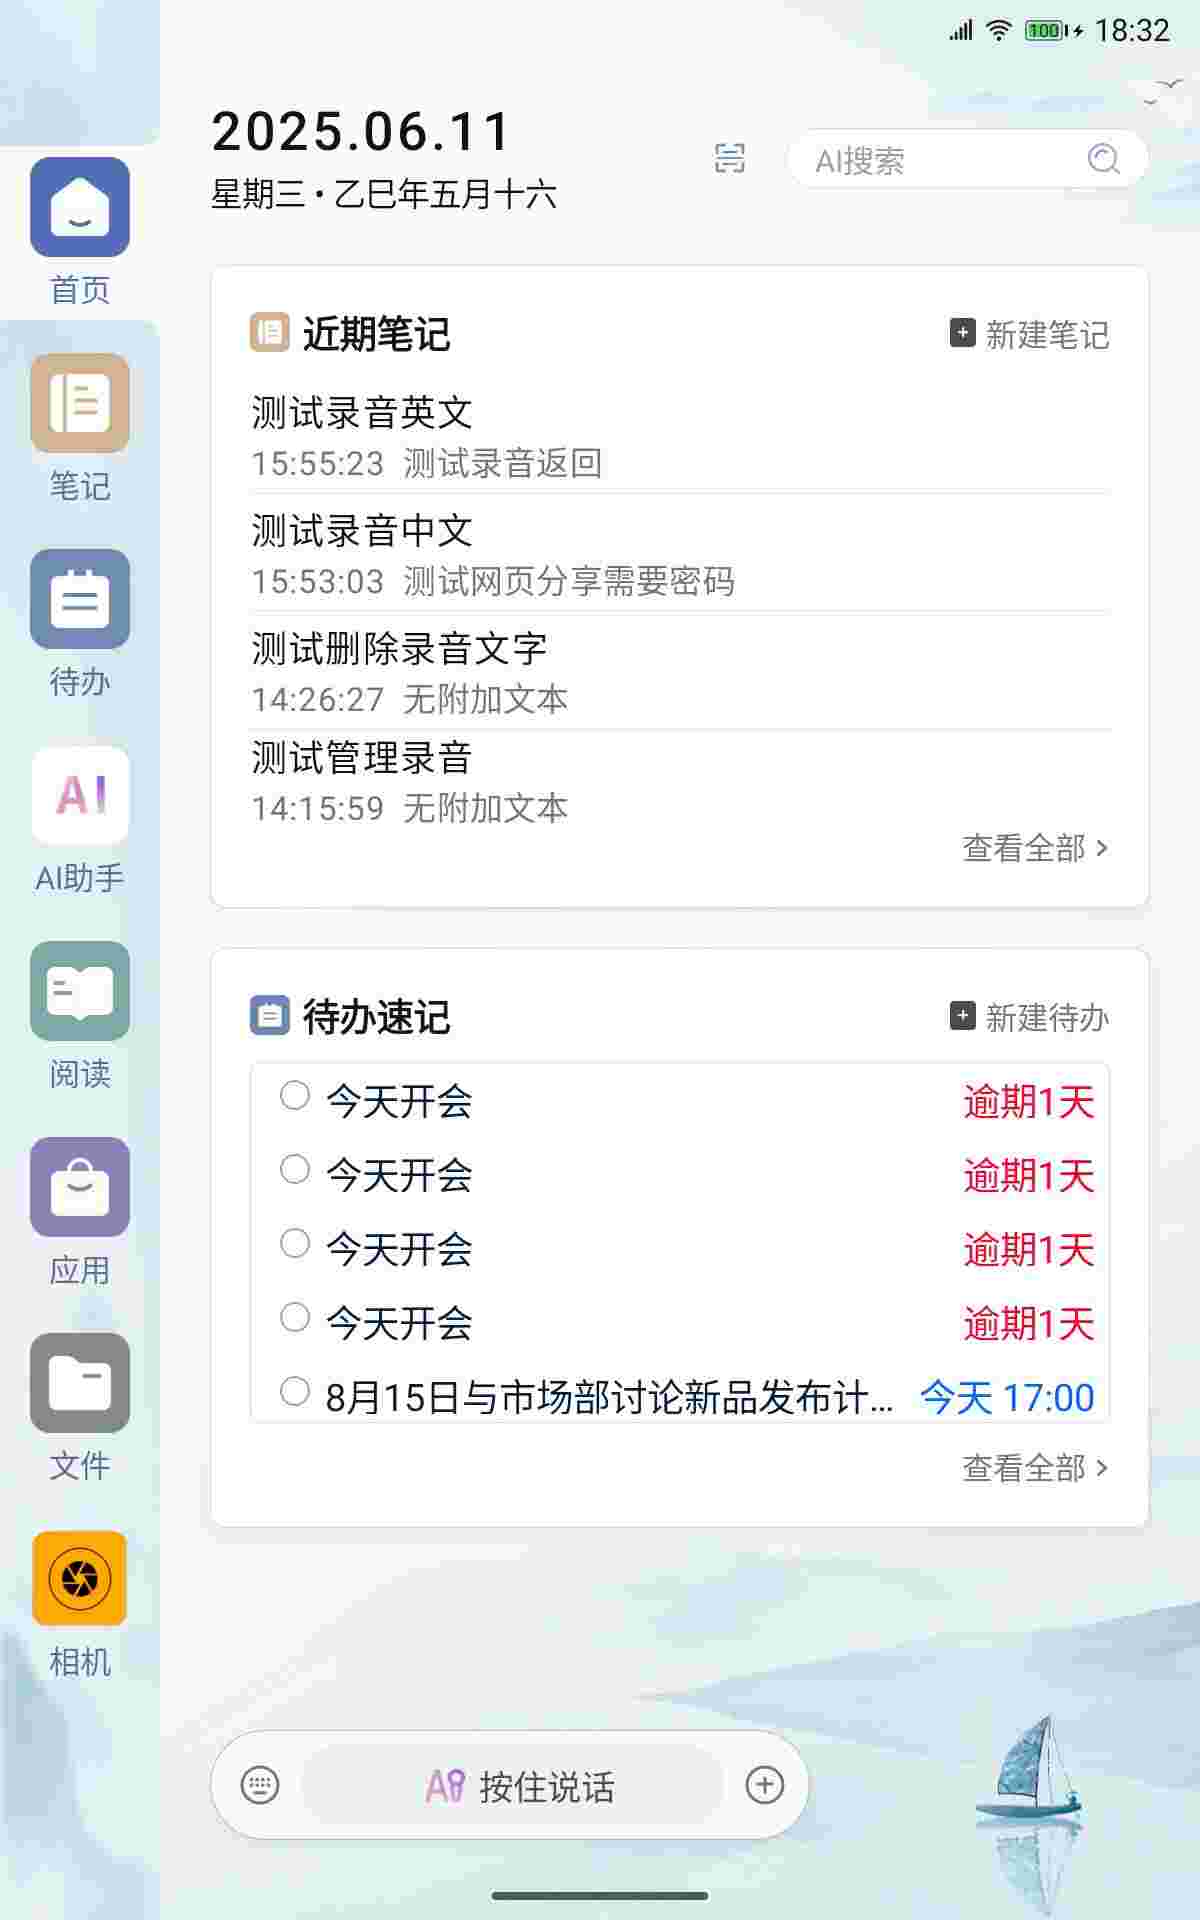 100 18:32
2025.06.11
星期三·乙巳年五月十六
AI搜索
首页
笔记
待办
AI
AI助手
阅读
应用
文件
相机
近期笔记
新建笔记
测试录音英文
15:55:23 测试录音返回
测试录音中文
15:53:03 测试网页分享需要密码
测试删除录音文字
14:26:27 无附加文本
测试管理录音
14:15:59 无附加文本
查看全部 >
待办速记
新建待办
今天开会 逾期1天
今天开会 逾期1天
今天开会 逾期1天
今天开会 逾期1天
8月15日与市场部讨论新品发布计... 今天 17:00
查看全部 >
按住说话